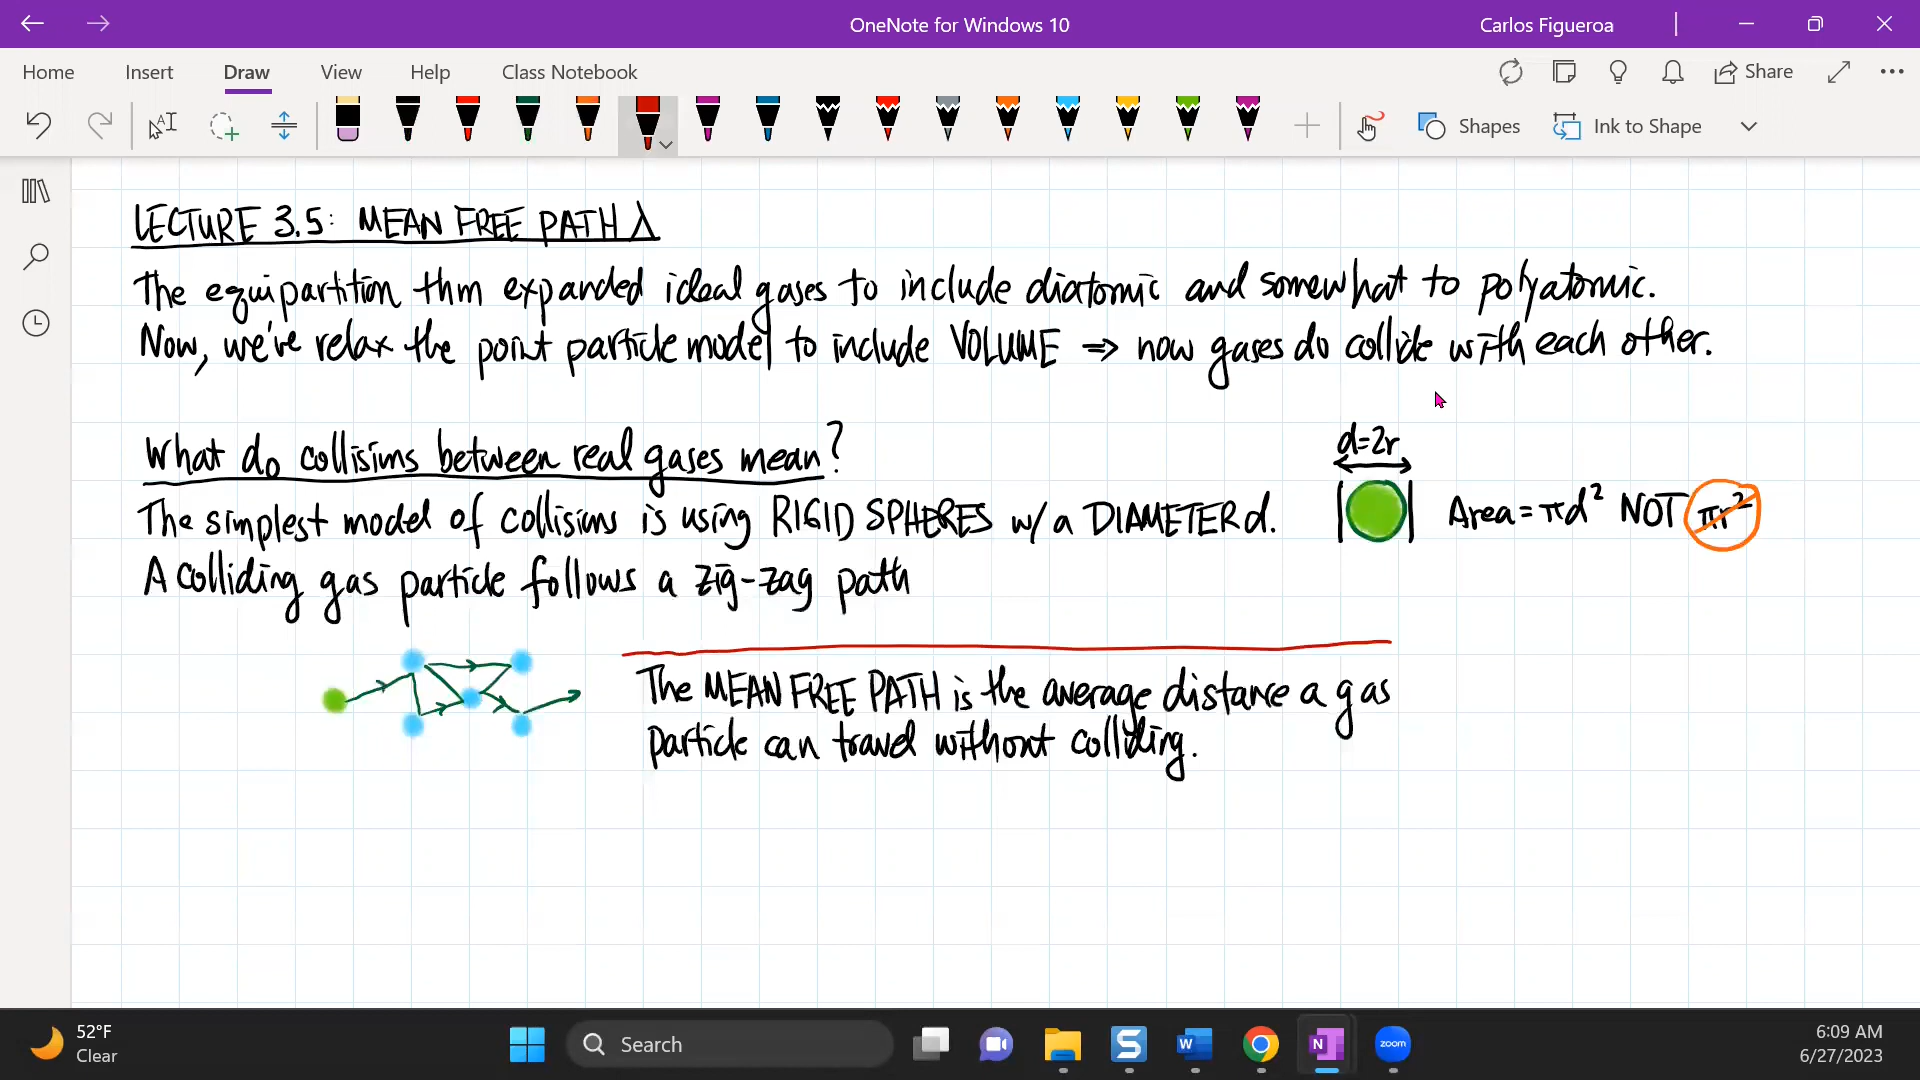 OneNote for Windows 10
Carlos Figueroa
Home Insert Draw View Help Class Notebook
Share
Shapes Ink to Shape
LECTURE 3.5: MEAN FREE PATH λ
The equipartition thm expanded ideal gases to include diatomic and somewhat to polyatomic.
Now, we've relax the point particle model to include VOLUME ⇒ now gases do collide with each other.
What do collisions between real gases mean?
d=2r
The simplest model of collisions is using RIGID SPHERES w/a DIAMETER d.
Area = πd² NOT πr²
A colliding gas particle follows a zig-zag path
The MEAN FREE PATH is the average distance a gas
particle can travel without colliding.
52°F
Clear
Search
zoom
6:09 AM
6/27/2023